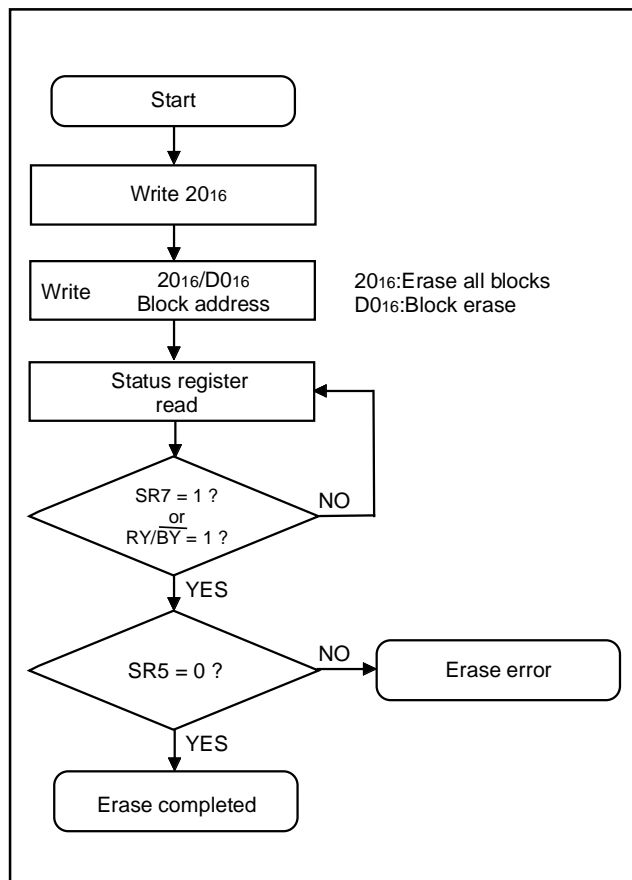 Start
Write 20₁₆
Write 20₁₆/D0₁₆
Block address
20₁₆:Erase all blocks
D0₁₆:Block erase
Status register
read
SR7 = 1 ?
or
RY/B̅Y̅ = 1 ?
NO
YES
SR5 = 0 ?
NO
Erase error
YES
Erase completed